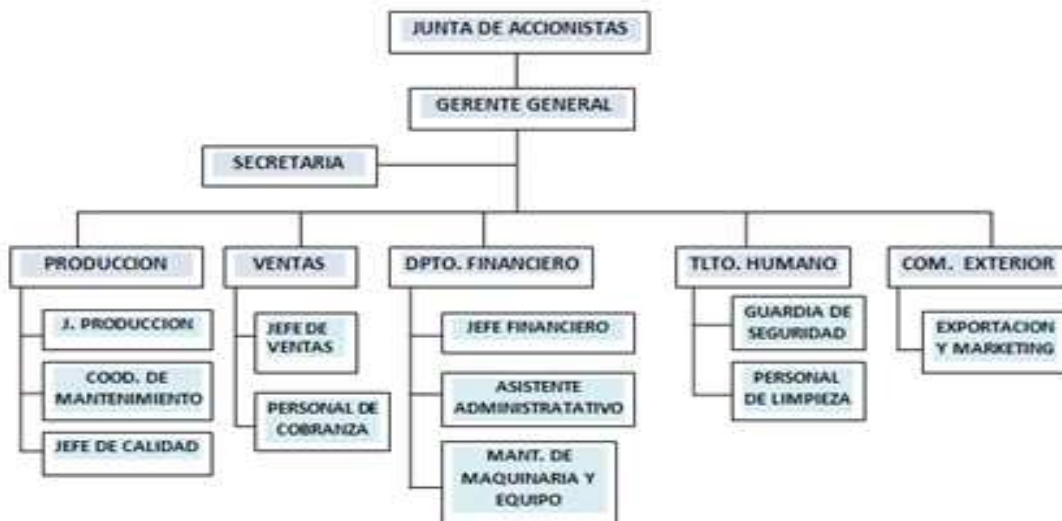 JUNTA DE ACCIONISTAS
GERENTE GENERAL
SECRETARIA
PRODUCCION
VENTAS
DPTO. FINANCIERO
TLTO. HUMANO
COM. EXTERIOR
J. PRODUCCION
COOD. DE
MANTENIMIENTO
JEFE DE CALIDAD
JEFE DE
VENTAS
PERSONAL DE
COBRANZA
JEFE FINANCIERO
ASISTENTE
ADMINISTRATATIVO
MANT. DE
MAQUINARIA Y
EQUIPO
GUARDIA DE
SEGURIDAD
PERSONAL
DE LIMPIEZA
EXPORTACION
Y MARKETING